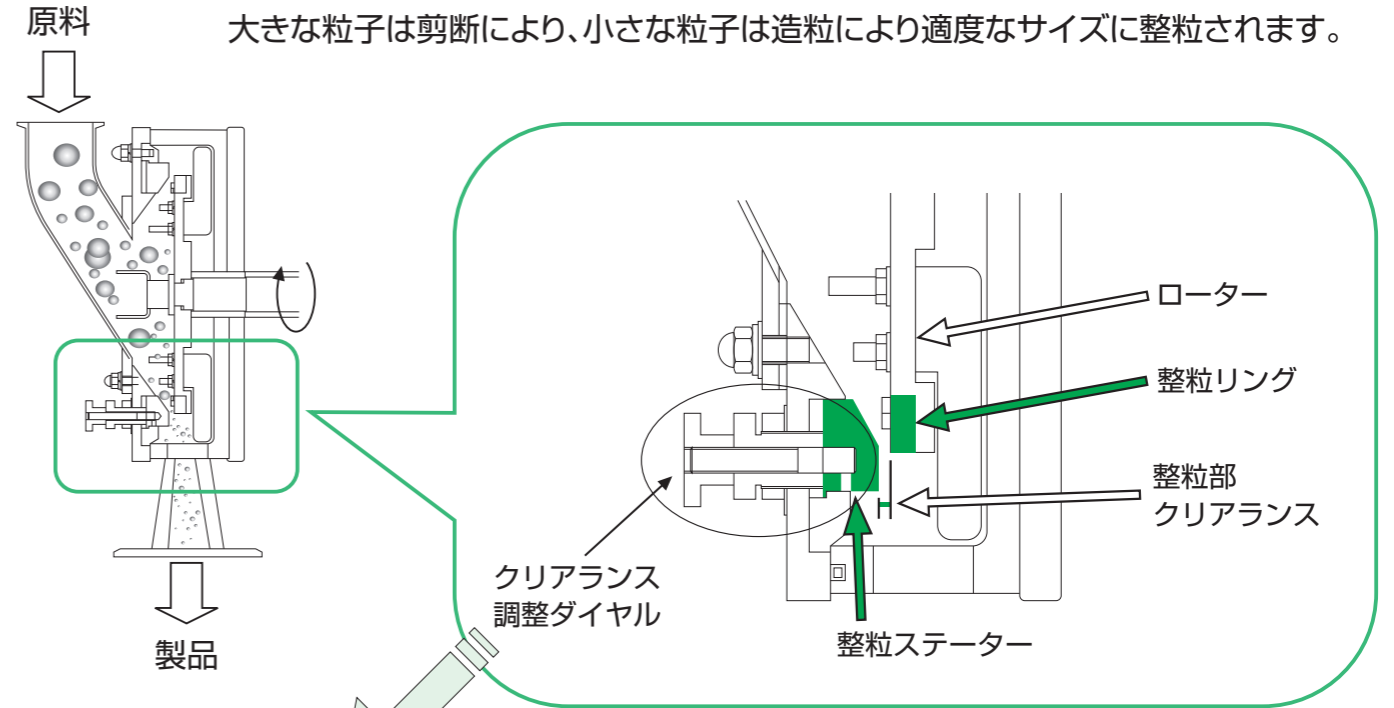 原料
大きな粒子は剪断により、小さな粒子は造粒により適度なサイズに整粒されます。
ローター
整粒リング
整粒部
クリアランス
クリアランス
調整ダイヤル
整粒ステーター
製品